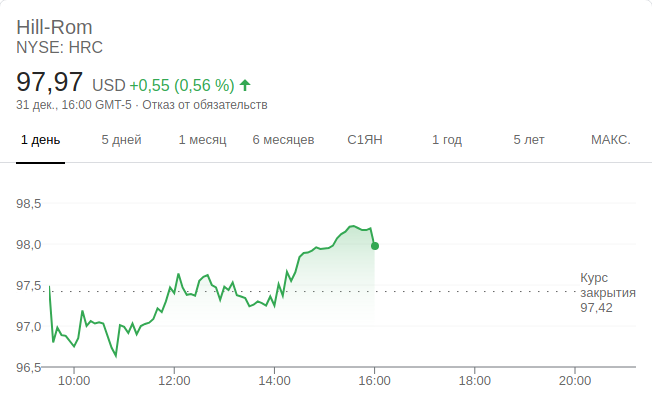 Hill-Rom
NYSE: HRC
97,97 USD +0,55 (0,56 %)
31 дек., 16:00 GMT-5 · Отказ от обязательств
1 день 5 дней 1 месяц 6 месяцев С1ЯН 1 год 5 лет МАКС.
98,5
98,0
97,5
97,0
96,5
Курс
закрытия
97,42
10:00 12:00 14:00 16:00 18:00 20:00